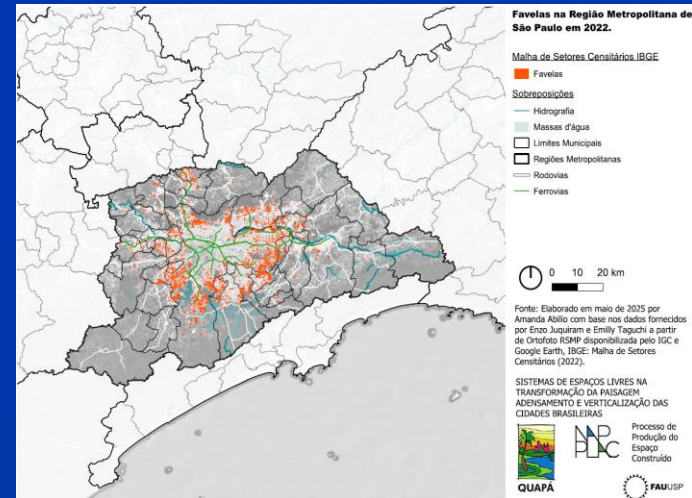 Favelas na Região Metropolitana de
São Paulo em 2022.
Malha de Setores Censitários IBGE
Favelas
Sobreposições
Hidrografia
Massas d'água
Limites Municipais
Regiões Metropolitanas
Rodovias
Ferrovias
0 10 20 km
Fonte: Elaborado em maio de 2025 por
Amanda Abilio com base nos dados fornecidos
por Enzo Juquiram e Emilly Taguchi a partir
de Ortofoto RSMP disponibilizada pelo IGC e
Google Earth, IBGE: Malha de Setores
Censitários (2022).
SISTEMAS DE ESPAÇOS LIVRES NA
TRANSFORMAÇÃO DA PAISAGEM
ADENSAMENTO E VERTICALIZAÇÃO DAS
CIDADES BRASILEIRAS
QUAPÁ
NAP
PLAC
Processo de
Produção do
Espaço
Construído
FAUUSP